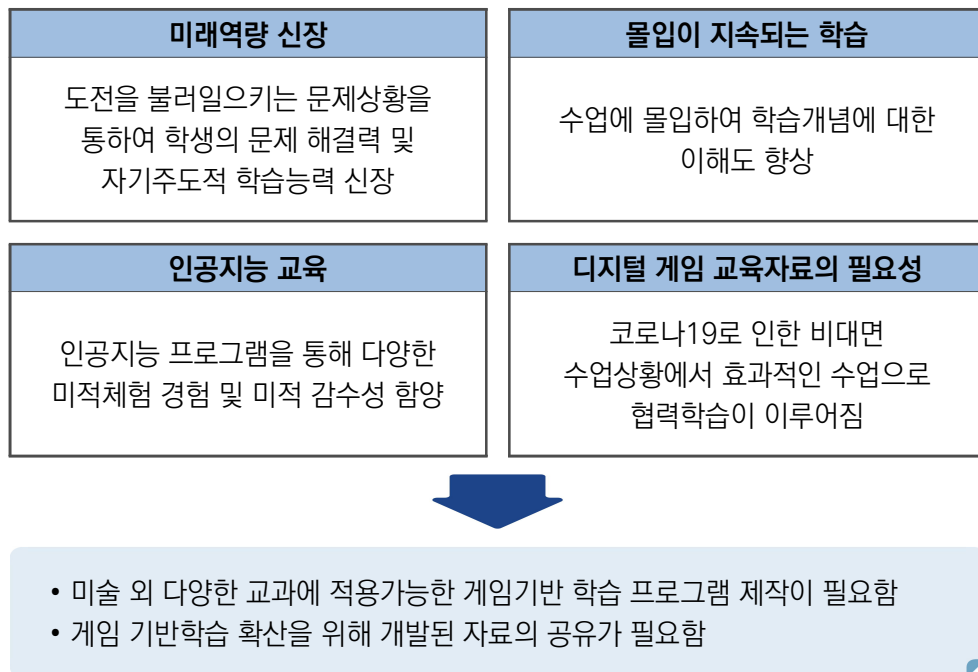 미래역량 신장
도전을 불러일으키는 문제상황을
통하여 학생의 문제 해결력 및
자기주도적 학습능력 신장
몰입이 지속되는 학습
수업에 몰입하여 학습개념에 대한
이해도 향상
인공지능 교육
인공지능 프로그램을 통해 다양한
미적체험 경험 및 미적 감수성 함양
디지털 게임 교육자료의 필요성
코로나19로 인한 비대면
수업상황에서 효과적인 수업으로
협력학습이 이루어짐
• 미술 외 다양한 교과에 적용가능한 게임기반 학습 프로그램 제작이 필요함
• 게임 기반학습 확산을 위해 개발된 자료의 공유가 필요함